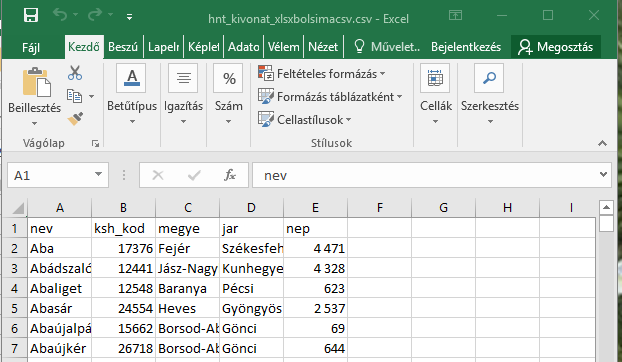 hnt_kivonat_xlsxbolsimacsv.csv - Excel
Fájl Kezdő Beszú Lapelr Képlet Adato Vélem Nézet Művelet... Bejelentkezés Megosztás
Beillesztés Betűtípus Igazítás % Szám Feltételes formázás Formázás táblázatként Cellastílusok Cellák Szerkesztés
Vágólap Stílusok
A1 fx nev
A B C D E F G H I
1 nev ksh_kod megye jar nep
2 Aba 17376 Fejér Székesfeh 4 471
3 Abádszaló 12441 Jász-Nagy Kunhegye 4 328
4 Abaliget 12548 Baranya Pécsi 623
5 Abasár 24554 Heves Gyöngyös 2 537
6 Abaújalpá 15662 Borsod-Ab Gönci 69
7 Abaújkér 26718 Borsod-Ab Gönci 644